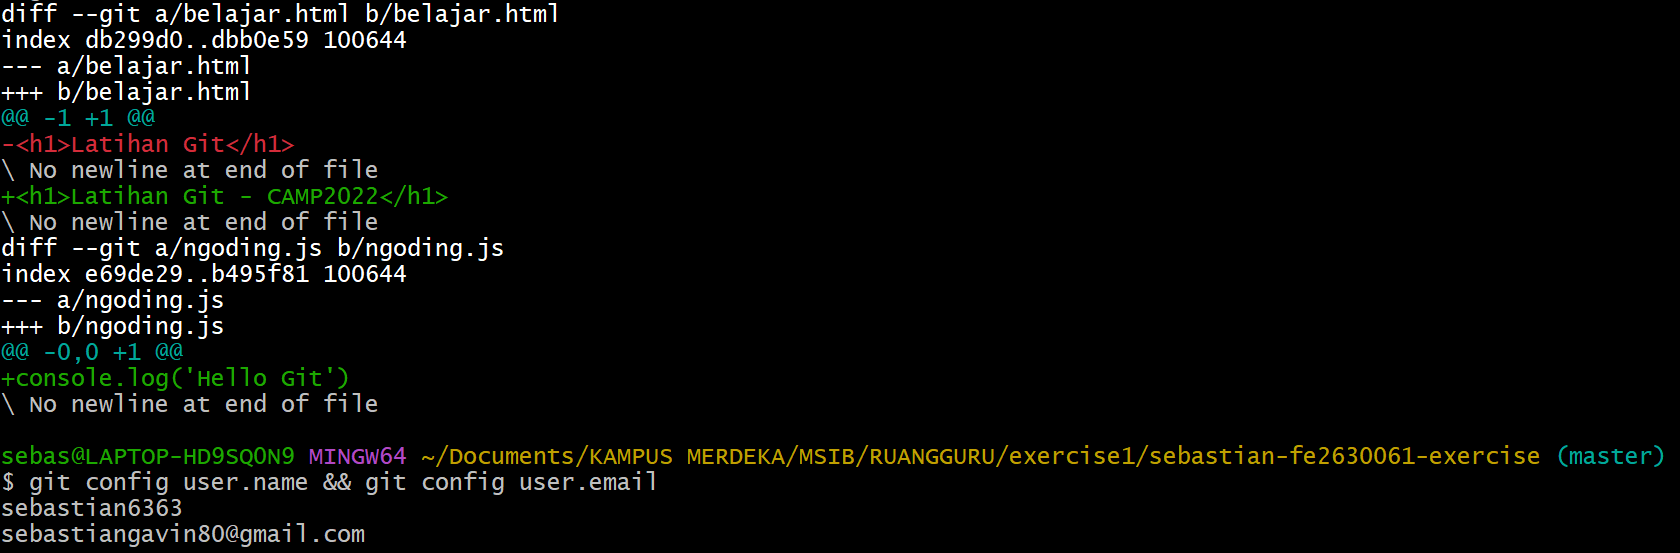 diff --git a/belajar.html b/belajar.html
index db299d0..dbb0e59 100644
--- a/belajar.html
+++ b/belajar.html
@@ -1 +1 @@
-<h1>Latihan Git</h1>
\ No newline at end of file
+<h1>Latihan Git - CAMP2022</h1>
\ No newline at end of file
diff --git a/ngoding.js b/ngoding.js
index e69de29..b495f81 100644
--- a/ngoding.js
+++ b/ngoding.js
@@ -0,0 +1 @@
+console.log('Hello Git')
\ No newline at end of file
sebas@LAPTOP-HD9SQ0N9 MINGW64 ~/Documents/KAMPUS MERDEKA/MSIB/RUANGGURU/exercise1/sebastian-fe2630061-exercise (master)
$ git config user.name && git config user.email
sebastian6363
sebastiangavin80@gmail.com